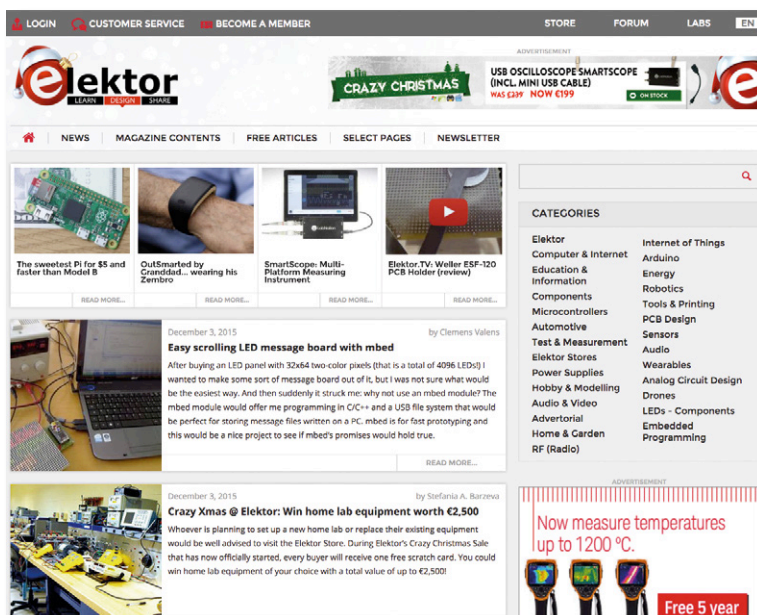 LOGIN CUSTOMER SERVICE BECOME A MEMBER STORE FORUM LABS EN
ADVERTISEMENT
elektor
LEARN DESIGN SHARE
CRAZY CHRISTMAS
USB OSCILLOSCOPE SMARTSCOPE
(INCL. MINI USB CABLE)
WAS £239 NOW €199
ON STOCK
NEWS MAGAZINE CONTENTS FREE ARTICLES SELECT PAGES NEWSLETTER
The sweetest Pi for $5 and
faster than Model B
READ MORE...
OutSmarted by
Granddad... wearing his
Zembro
READ MORE...
SmartScope: Multi-
Platform Measuring
Instrument
READ MORE...
Elektor.TV: Weller ESF-120
PCB Holder (review)
READ MORE...
December 3, 2015 by Clemens Valens
Easy scrolling LED message board with mbed
After buying an LED panel with 32x64 two-color pixels (that is a total of 4096 LEDs!) I
wanted to make some sort of message board out of it, but I was not sure what would
be the easiest way. And then suddenly it struck me: why not use an mbed module? The
mbed module would offer me programming in C/C++ and a USB file system that would
be perfect for storing message files written on a PC. mbed is for fast prototyping and
this would be a nice project to see if mbed's promises would hold true.
READ MORE...
December 3, 2015 by Stefania A. Barzeva
Crazy Xmas @ Elektor: Win home lab equipment worth €2,500
Whoever is planning to set up a new home lab or replace their existing equipment
would be well advised to visit the Elektor Store. During Elektor's Crazy Christmas Sale
that has now officially started, every buyer will receive one free scratch card. You could
win home lab equipment of your choice with a total value of up to €2,500!
CATEGORIES
Elektor
Computer & Internet
Education &
Information
Components
Microcontrollers
Automotive
Test & Measurement
Elektor Stores
Power Supplies
Hobby & Modelling
Audio & Video
Advertorial
Home & Garden
RF (Radio)
Internet of Things
Arduino
Energy
Robotics
Tools & Printing
PCB Design
Sensors
Audio
Wearables
Analog Circuit Design
Drones
LEDs - Components
Embedded
Programming
ADVERTISEMENT
Now measure temperatures
up to 1200 ºC.
Free 5 year